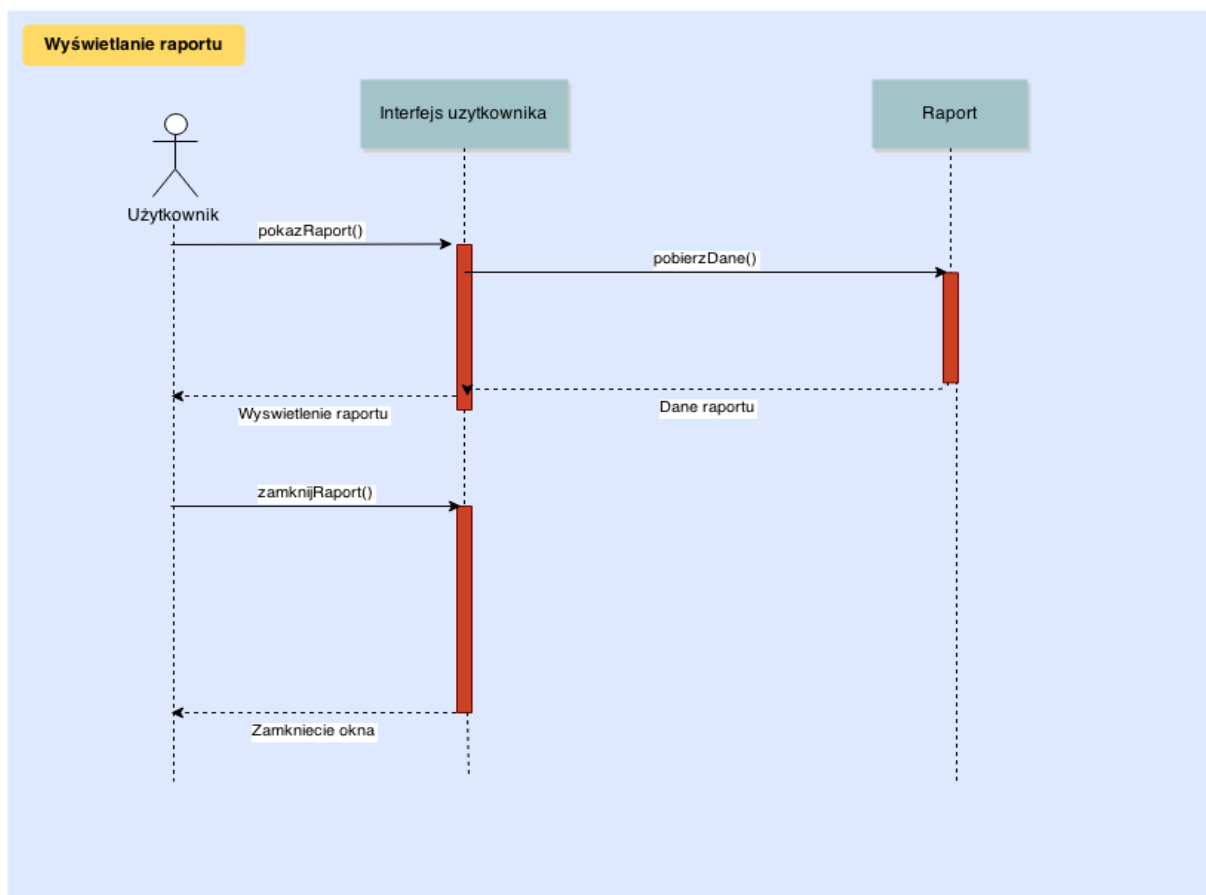 Wyświetlanie raportu
Interfejs uzytkownika
Raport
Użytkownik
pokazRaport()
pobierzDane()
Dane raportu
Wyswietlenie raportu
zamknijRaport()
Zamkniecie okna